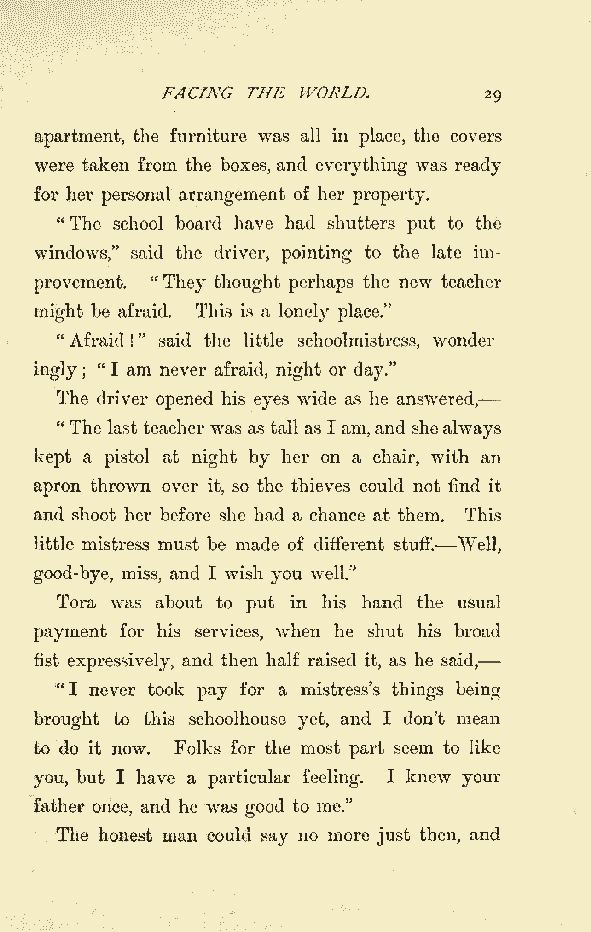 FACING THE WORLD. 29
apartment, the furniture was all in place, the covers
were taken from the boxes, and everything was ready
for her personal arrangement of her property.
"The school board have had shutters put to the
windows," said the driver, pointing to the late im-
provement. "They thought perhaps the new teacher
might be afraid. This is a lonely place."
"Afraid!" said the little schoolmistress, wonder
ingly; "I am never afraid, night or day."
The driver opened his eyes wide as he answered,—
"The last teacher was as tall as I am, and she always
kept a pistol at night by her on a chair, with an
apron thrown over it, so the thieves could not find it
and shoot her before she had a chance at them. This
little mistress must be made of different stuff.—Well,
good-bye, miss, and I wish you well."
Tora was about to put in his hand the usual
payment for his services, when he shut his broad
fist expressively, and then half raised it, as he said,—
"I never took pay for a mistress's things being
brought to this schoolhouse yet, and I don't mean
to do it now. Folks for the most part seem to like
you, but I have a particular feeling. I knew your
father once, and he was good to me."
The honest man could say no more just then, and